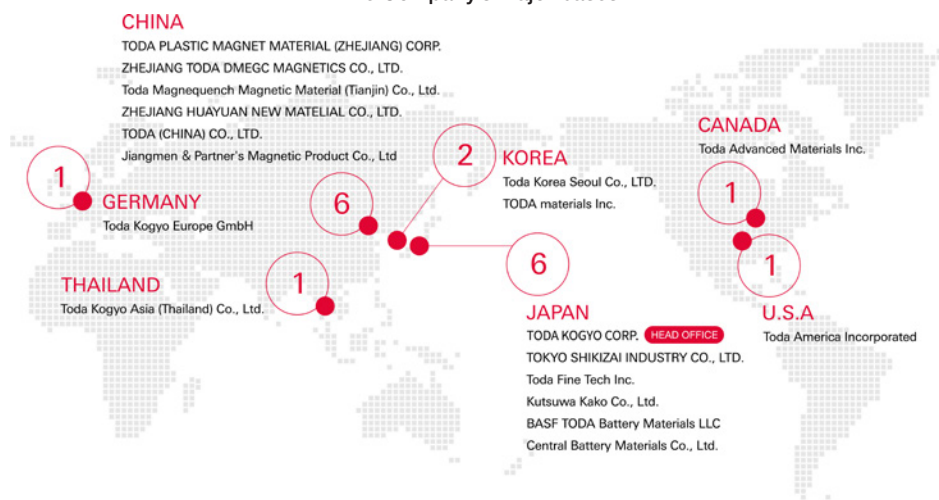 CHINA
TODA PLASTIC MAGNET MATERIAL (ZHEJIANG) CORP.
ZHEJIANG TODA DMEGC MAGNETICS CO., LTD.
Toda Magnequench Magnetic Material (Tianjin) Co., Ltd.
ZHEJIANG HUAYUAN NEW MATELIAL CO., LTD.
TODA (CHINA) CO., LTD.
Jiangmen & Partner's Magnetic Product Co., Ltd
6
1
GERMANY
Toda Kogyo Europe GmbH
THAILAND
Toda Kogyo Asia (Thailand) Co., Ltd.
1
2
KOREA
Toda Korea Seoul Co., LTD.
TODA materials Inc.
6
JAPAN
TODA KOGYO CORP. HEAD OFFICE
TOKYO SHIKIZAI INDUSTRY CO., LTD.
Toda Fine Tech Inc.
Kutsuwa Kako Co., Ltd.
BASF TODA Battery Materials LLC
Central Battery Materials Co., Ltd.
CANADA
Toda Advanced Materials Inc.
1
1
U.S.A
Toda America Incorporated